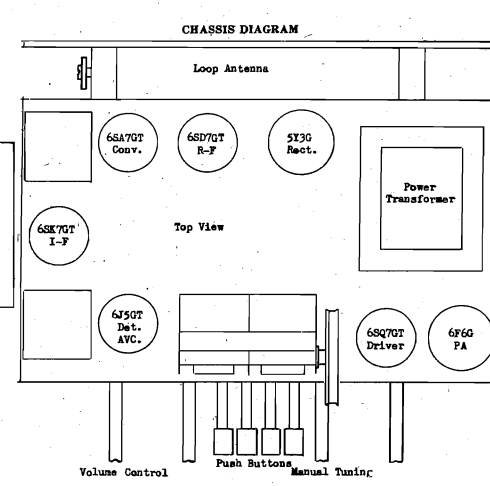 CHASSIS DIAGRAM
Loop Antenna
6SA7GT
Conv.
6SD7GT
R-F
5Y3G
Rect.
Power
Transformer
6SK7GT
I-F
Top View
6J5GT
Det.
AVC.
6SQ7GT
Driver
6F6G
PA
Volume Control
Push Buttons
Manual Tuning